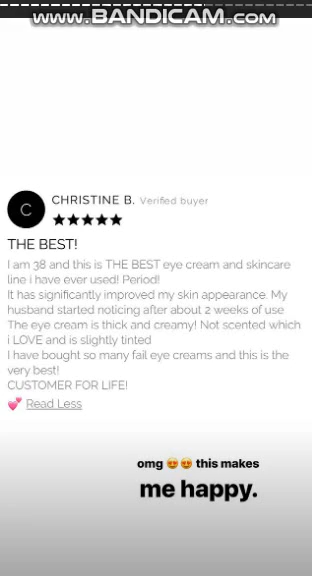 WWW.BANDICAM.COM
C
CHRISTINE B. Verified buyer
★★★★★
THE BEST!
I am 38 and this is THE BEST eye cream and skincare
line i have ever used! Period!
It has significantly improved my skin appearance. My
husband started noticing after about 2 weeks of use
The eye cream is thick and creamy! Not scented which
i LOVE and is slightly tinted
I have bought so many fail eye creams and this is the
very best!
CUSTOMER FOR LIFE!
💕 Read Less
omg 😍😍 this makes
me happy.